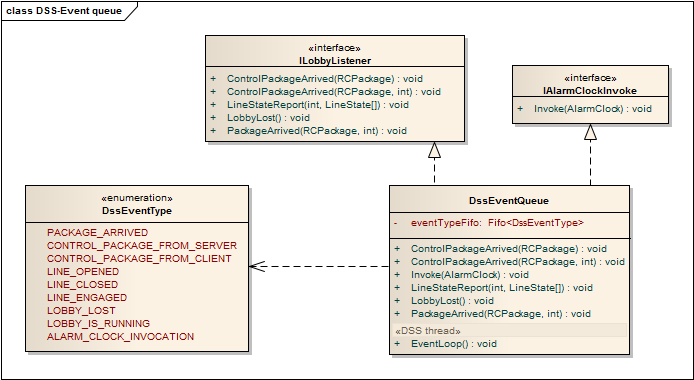 class DSS-Event queue
«interface»
ILobbyListener
+ ControlPackageArrived(RCPackage) : void
+ ControlPackageArrived(RCPackage, int) : void
+ LineStateReport(int, LineState[]) : void
+ LobbyLost() : void
+ PackageArrived(RCPackage, int) : void
«interface»
IAlarmClockInvoke
+ Invoke(AlarmClock) : void
«enumeration»
DssEventType
PACKAGE_ARRIVED
CONTROL_PACKAGE_FROM_SERVER
CONTROL_PACKAGE_FROM_CLIENT
LINE_OPENED
LINE_CLOSED
LINE_ENGAGED
LOBBY_LOST
LOBBY_IS_RUNNING
ALARM_CLOCK_INVOCATION
DssEventQueue
- eventTypeFifo: Fifo<DssEventType>
+ ControlPackageArrived(RCPackage) : void
+ ControlPackageArrived(RCPackage, int) : void
+ Invoke(AlarmClock) : void
+ LineStateReport(int, LineState[]) : void
+ LobbyLost() : void
+ PackageArrived(RCPackage, int) : void
«DSS thread»
+ EventLoop() : void